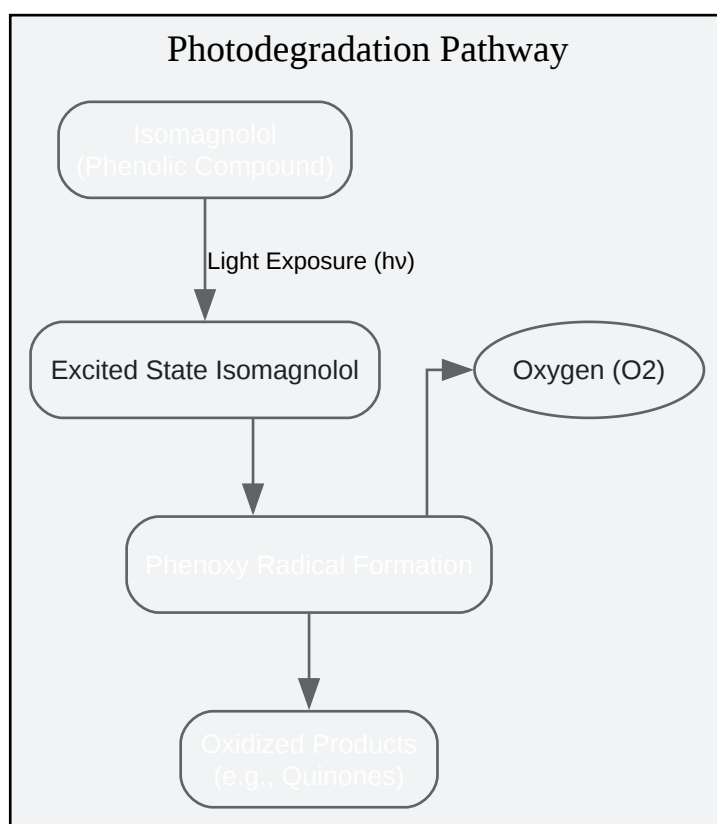 Photodegradation Pathway
Isomagnolol
(Phenolic Compound)
Light Exposure (hν)
Excited State Isomagnolol
Oxygen (O2)
Phenoxy Radical Formation
Oxidized Products
(e.g., Quinones)